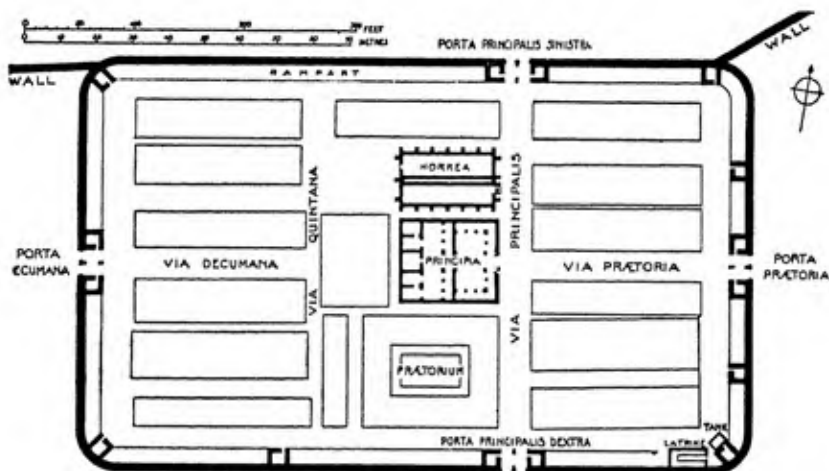 FEET
METRES
PORTA PRINCIPALIS SINISTRA
WALL
WALL
RAMPART
HORREA
VIA QUINTANA
VIA PRINCIPALIS
PORTA
ECUMANA
VIA DECUMANA
PRINCIPIA
VIA PRÆTORIA
PORTA
PRÆTORIA
PRÆTORIUM
PORTA PRINCIPALIS DEXTRA
LATRINE
TANK